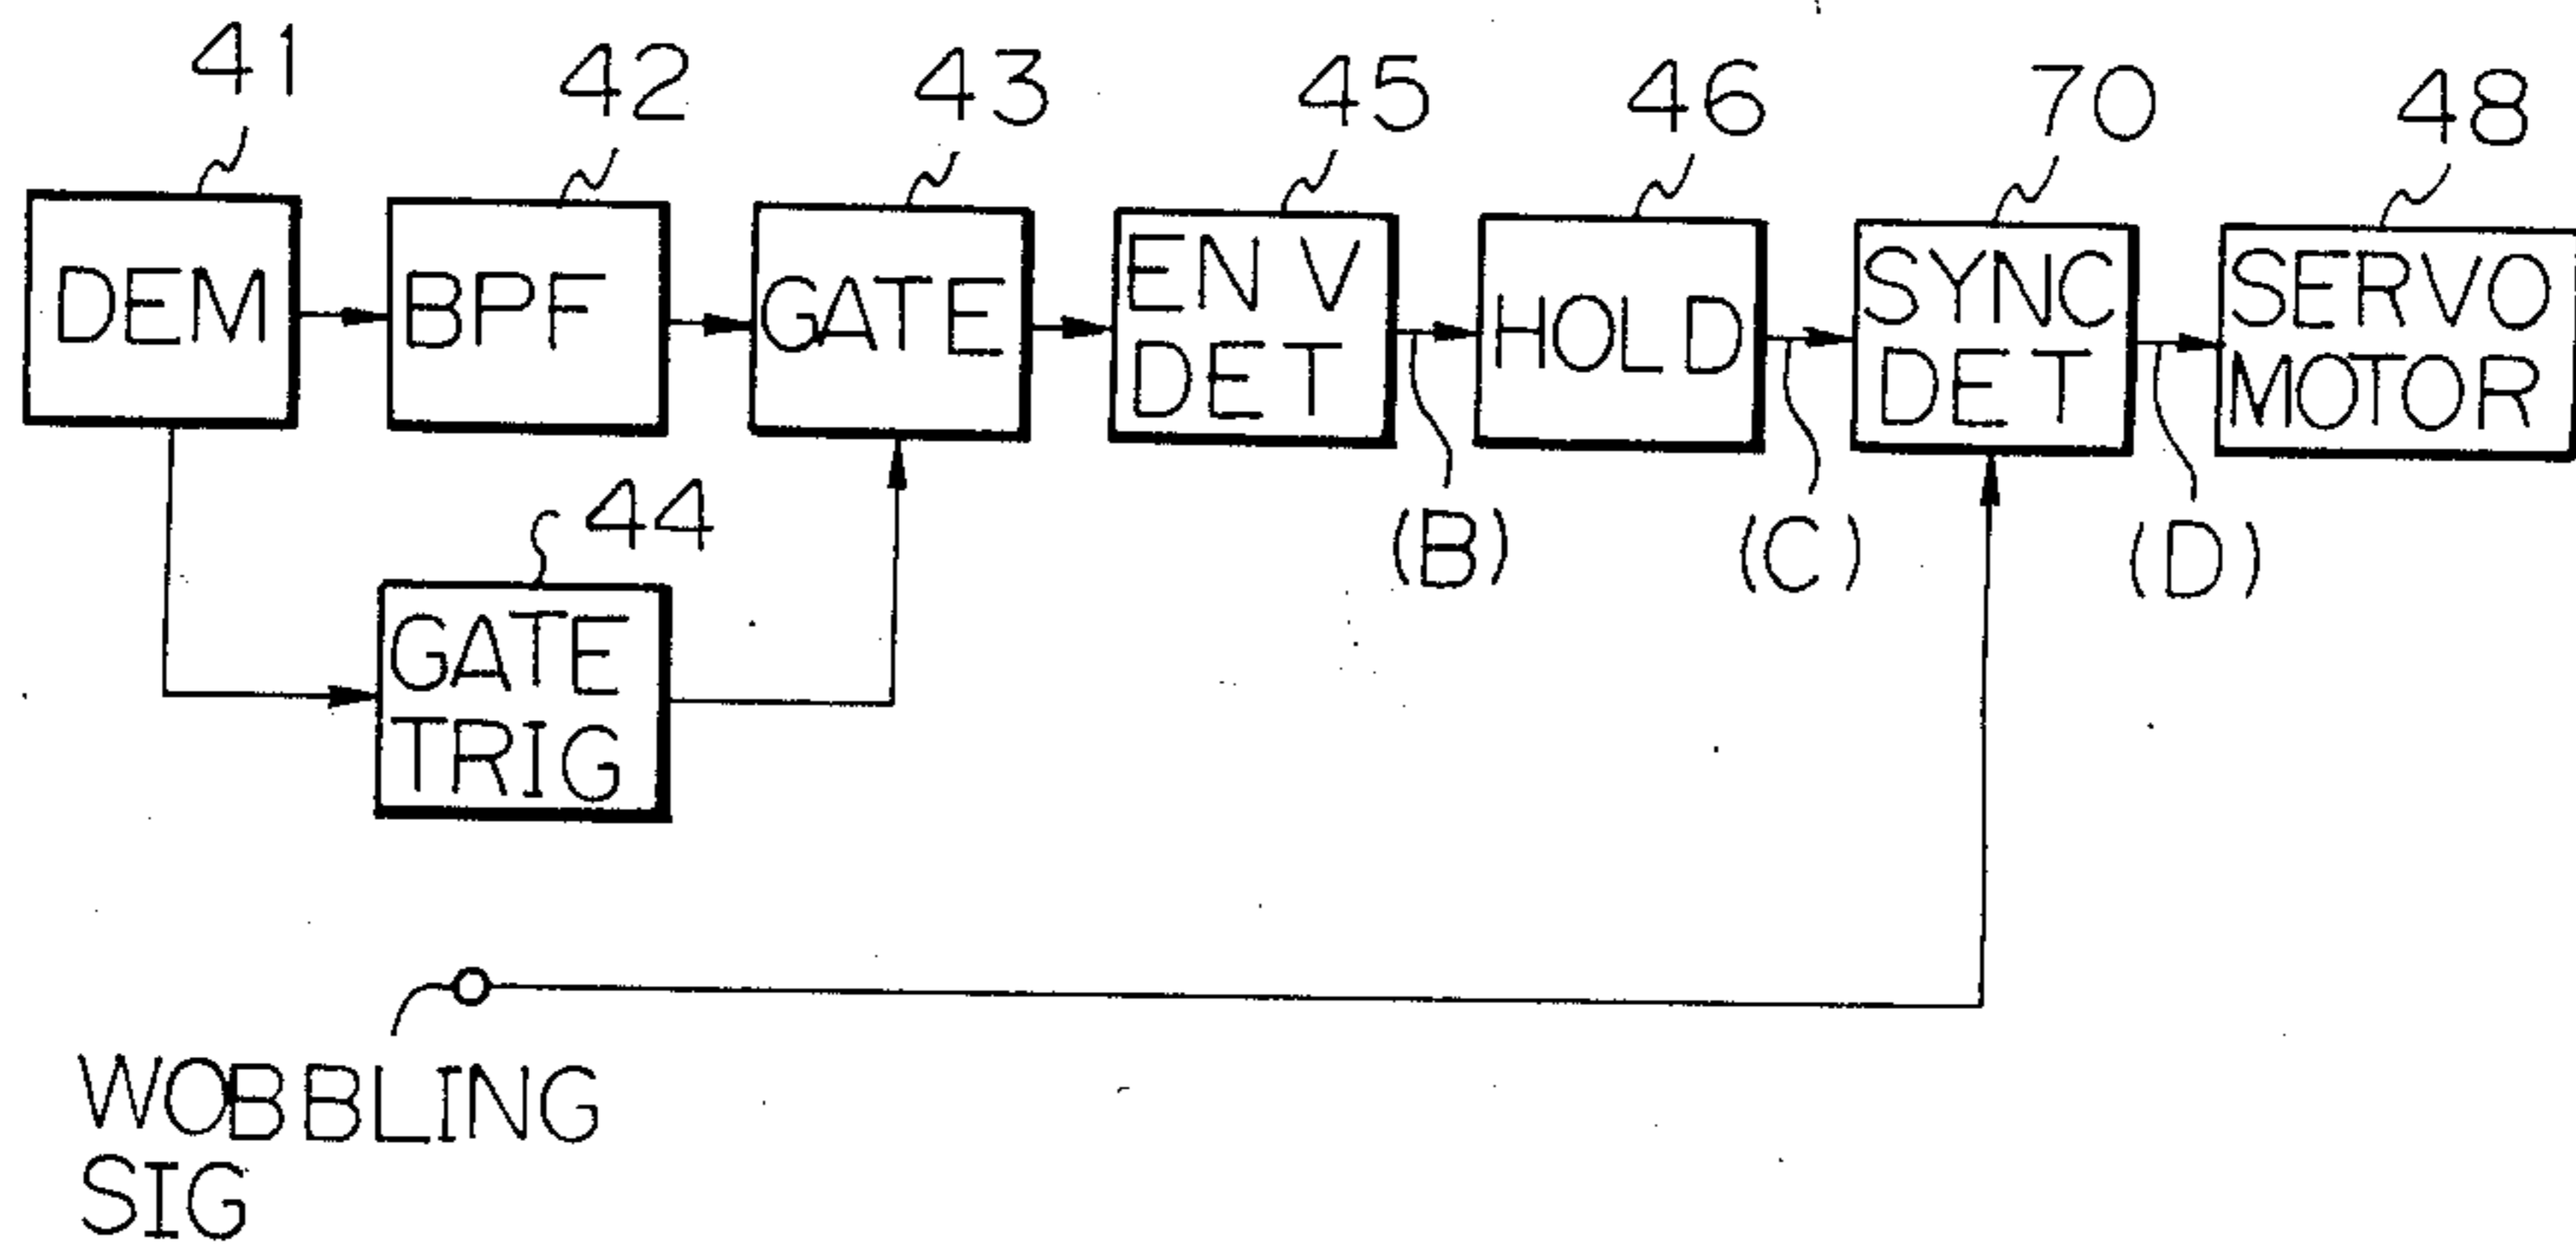 41
42
43
45
46
70
48
DEM
BPF
GATE
ENV
DET
HOLD
SYNC
DET
SERVO
MOTOR
44
GATE
TRIG
(B)
(C)
(D)
WOBBLING
SIG